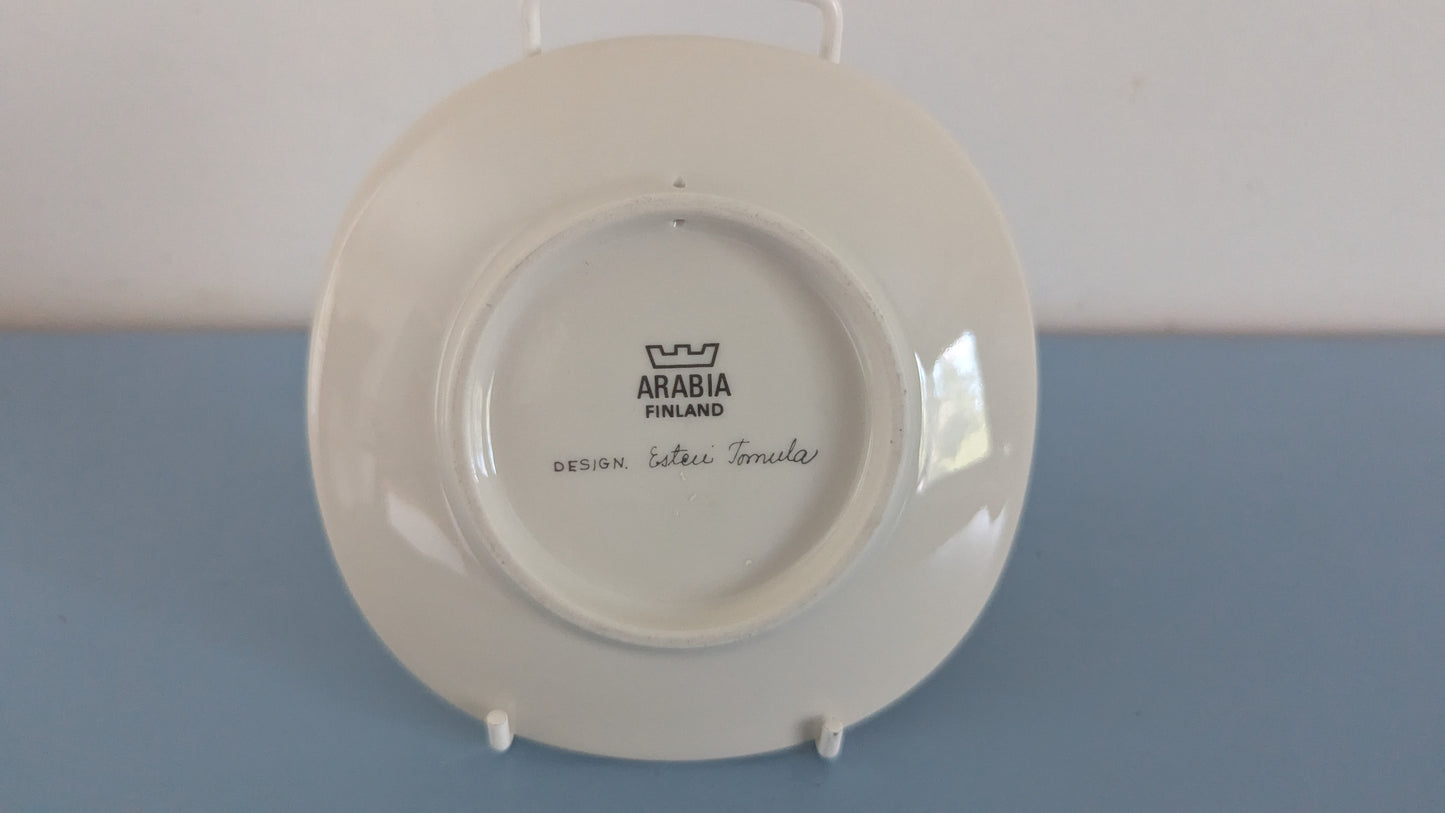 ARABIA
FINLAND
DESIGN. Esteri Tomula